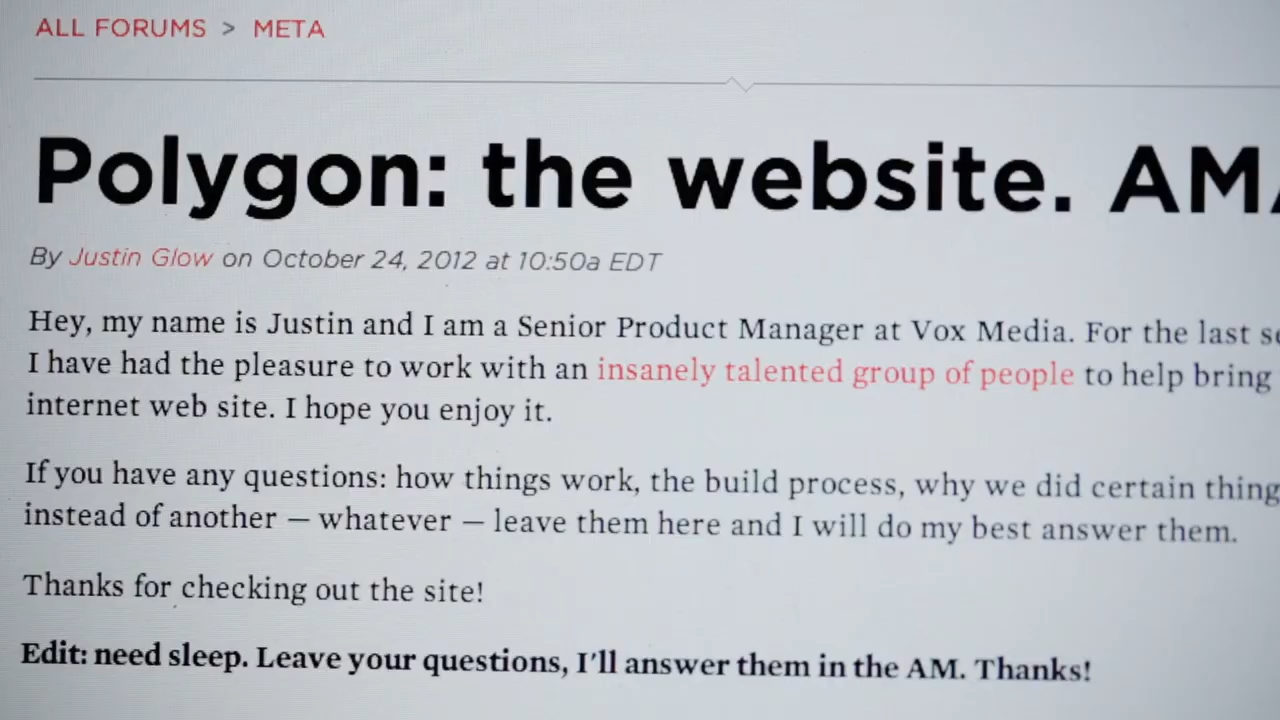 ALL FORUMS > META
Polygon: the website. AMA
By Justin Glow on October 24, 2012 at 10:50a EDT
Hey, my name is Justin and I am a Senior Product Manager at Vox Media. For the last
I have had the pleasure to work with an insanely talented group of people to help bring
internet web site. I hope you enjoy it.
If you have any questions: how things work, the build process, why we did certain thing
instead of another — whatever — leave them here and I will do my best answer them.
Thanks for checking out the site!
Edit: need sleep. Leave your questions, I'll answer them in the AM. Thanks!